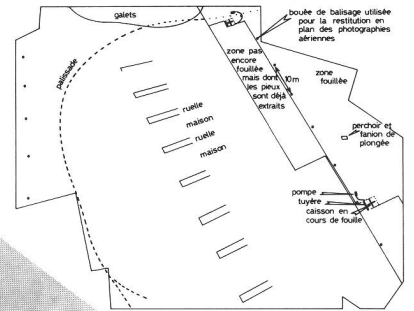 galets
bouée de balisage utilisée
pour la restitution en
plan des photographies
aériennes
palissade
zone pas
encore
fouillée
mais dont
les pieux
sont déjà
extraits
10m
zone
fouillée
ruelle
maison
ruelle
maison
perchoir et
fanion de
plongée
pompe
tuyère
caisson en
cours de fouille